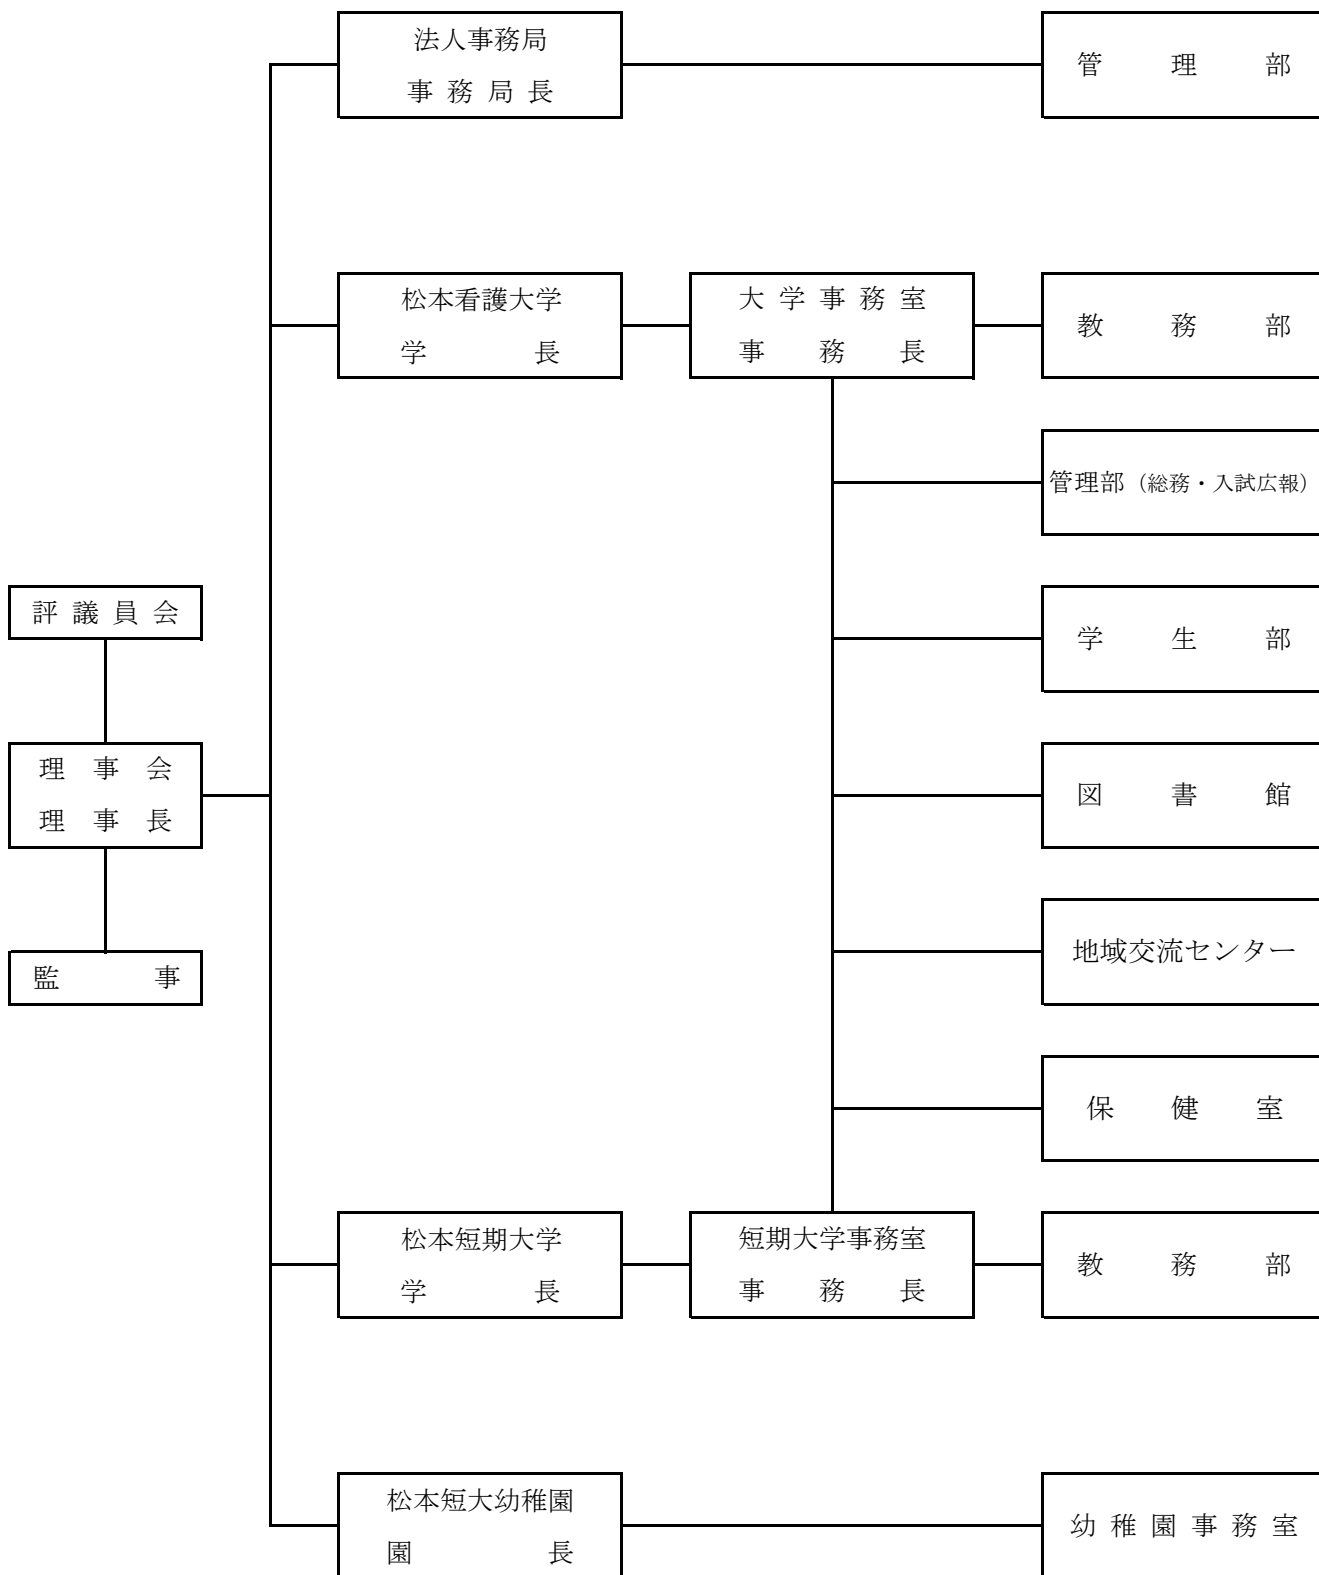 法人事務局
事務局長
管理部
松本看護大学
学長
大学事務室
事務長
教務部
管理部（総務・入試広報）
評議員会
学生部
理事会
理事長
図書館
監事
地域交流センター
保健室
松本短期大学
学長
短期大学事務室
事務長
教務部
松本短大幼稚園
園長
幼稚園事務室